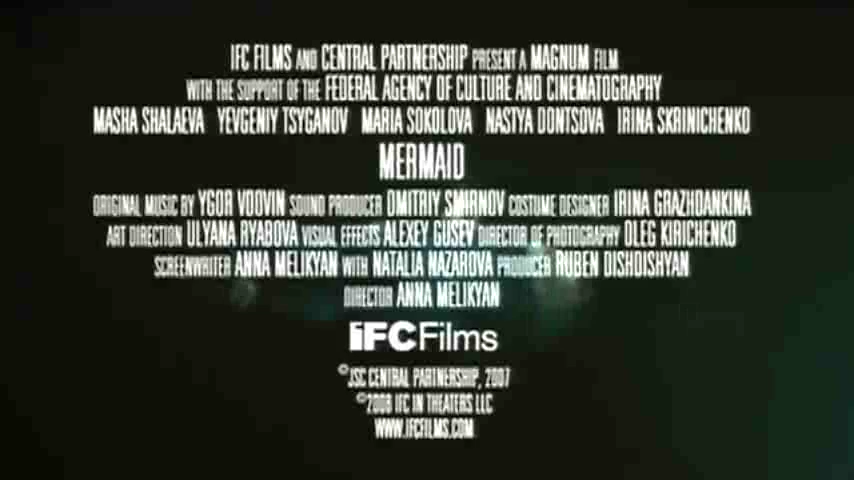 IFC FILMS AND CENTRAL PARTNERSHIP PRESENT A MAGNUM FILM
WITH THE SUPPORT OF THE FEDERAL AGENCY OF CULTURE AND CINEMATOGRAPHY
MASHA SHALAEVA YEVGENIY TSYGANOV MARIA SOKOLOVA NASTYA DONTSOVA IRINA SKRINICHENKO
MERMAID
ORIGINAL MUSIC BY YGOR VDOVIN SOUND PRODUCER DMITRIY SMIRNOV COSTUME DESIGNER IRINA GRAZHDANKINA
ART DIRECTION ULYANA RYABOVA VISUAL EFFECTS ALEXEY GUSEV DIRECTOR OF PHOTOGRAPHY OLEG KIRICHENKO
SCREENWRITER ANNA MELIKYAN WITH NATALIA NAZAROVA PRODUCER RUBEN DISHDISHYAN
DIRECTOR ANNA MELIKYAN
IFC Films
©JSC CENTRAL PARTNERSHIP, 2007
©2008 IFC IN THEATERS LLC
WWW.IFCFILMS.COM